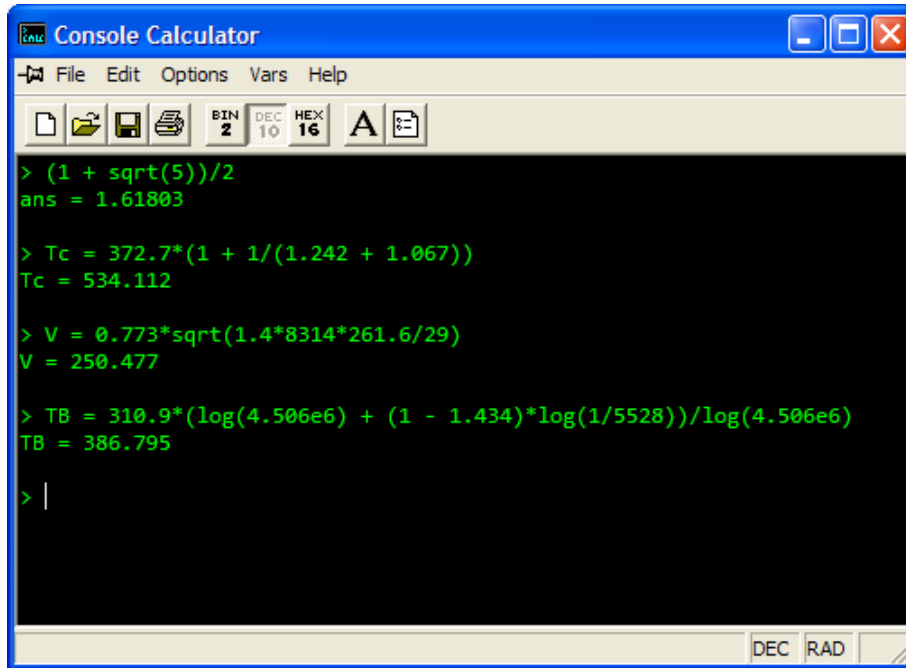 Console Calculator
File Edit Options Vars Help
BIN 2 DEC 10 HEX 16 A
> (1 + sqrt(5))/2
ans = 1.61803
> Tc = 372.7*(1 + 1/(1.242 + 1.067))
Tc = 534.112
> V = 0.773*sqrt(1.4*8314*261.6/29)
V = 250.477
> TB = 310.9*(log(4.506e6) + (1 - 1.434)*log(1/5528))/log(4.506e6)
TB = 386.795
>
DEC RAD